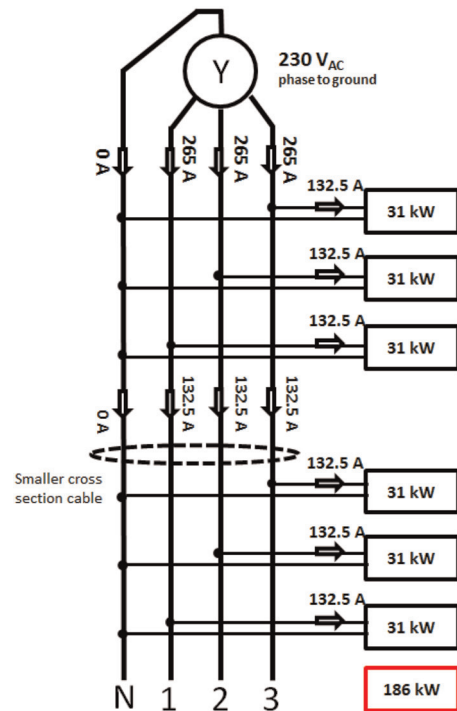 Y
230 VAC
phase to ground
0 A
265 A
265 A
265 A
132.5 A
31 kW
132.5 A
31 kW
132.5 A
31 kW
0 A
132.5 A
132.5 A
132.5 A
Smaller cross
section cable
132.5 A
31 kW
132.5 A
31 kW
132.5 A
31 kW
N 1 2 3
186 kW